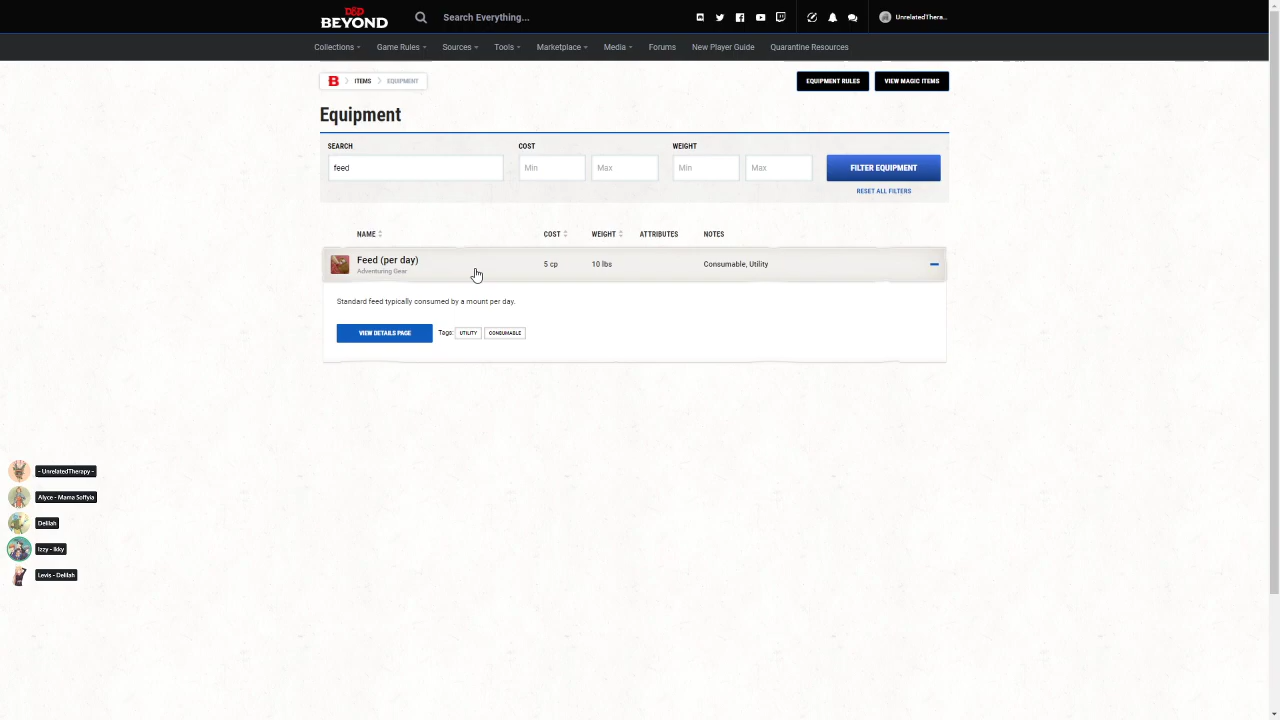 D&D
BEYOND
Search Everything...
UnrelatedThera...
Collections Game Rules Sources Tools Marketplace Media Forums New Player Guide Quarantine Resources
B ITEMS EQUIPMENT
EQUIPMENT RULES VIEW MAGIC ITEMS
Equipment
SEARCH COST WEIGHT
feed Min Max Min Max FILTER EQUIPMENT
RESET ALL FILTERS
NAME COST WEIGHT ATTRIBUTES NOTES
Feed (per day) 5 cp 10 lbs Consumable, Utility
Adventuring Gear
Standard feed typically consumed by a mount per day.
VIEW DETAILS PAGE Tags: UTILITY CONSUMABLE
- UnrelatedTherapy -
Alyce - Mama Soffyia
Delilah
Izzy - Ikky
Levis - Delilah